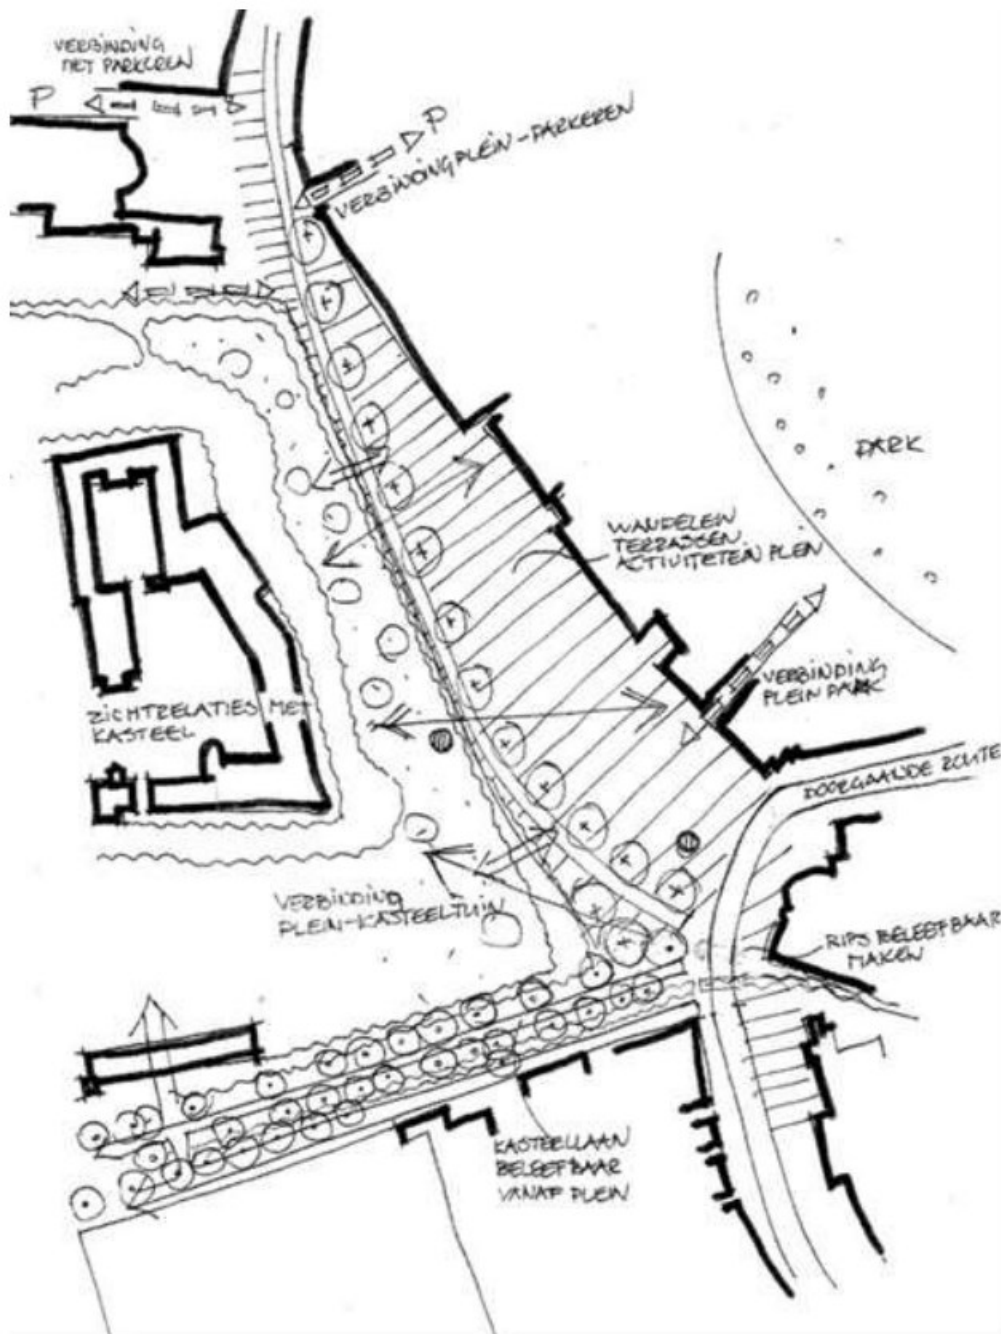 VERBINDING
MET PARKEREN
P
P
VERBINDING PLEIN-PARKEREN
PARK
WANDELEN
TERRASSEN
ACTIVITEITEN PLEIN
VERBINDING
PLEIN PARK
ZICHTRELATIES MET
KASTEEL
DOORGAANDE ROUTE
VERBINDING
PLEIN-KASTEELTUIN
RIPS BELEEFBAAR
MAKEN
KASTEELLAAN
BELEEFBAAR
VANAF PLEIN